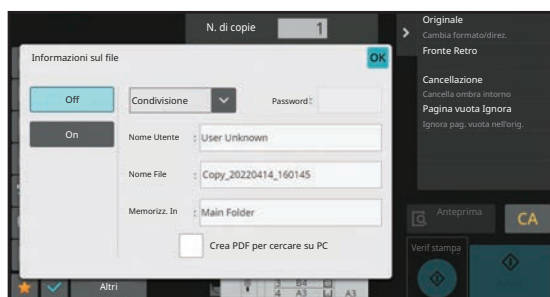 N. di copie 1
Informazioni sul file
OK
Off
On
Condivisione
Password:
Nome Utente : User Unknown
Nome File : Copy_20220414_160145
Memorizz. In : Main Folder
Crea PDF per cercare su PC
Altri
3 B4
4 A3
A3
Originale
Cambia formato/direz.
Fronte Retro
Cancellazione
Cancella ombra intorno
Pagina vuota Ignora
Ignora pag. vuota nell'orig.
Anteprima
CA
Verif stampa